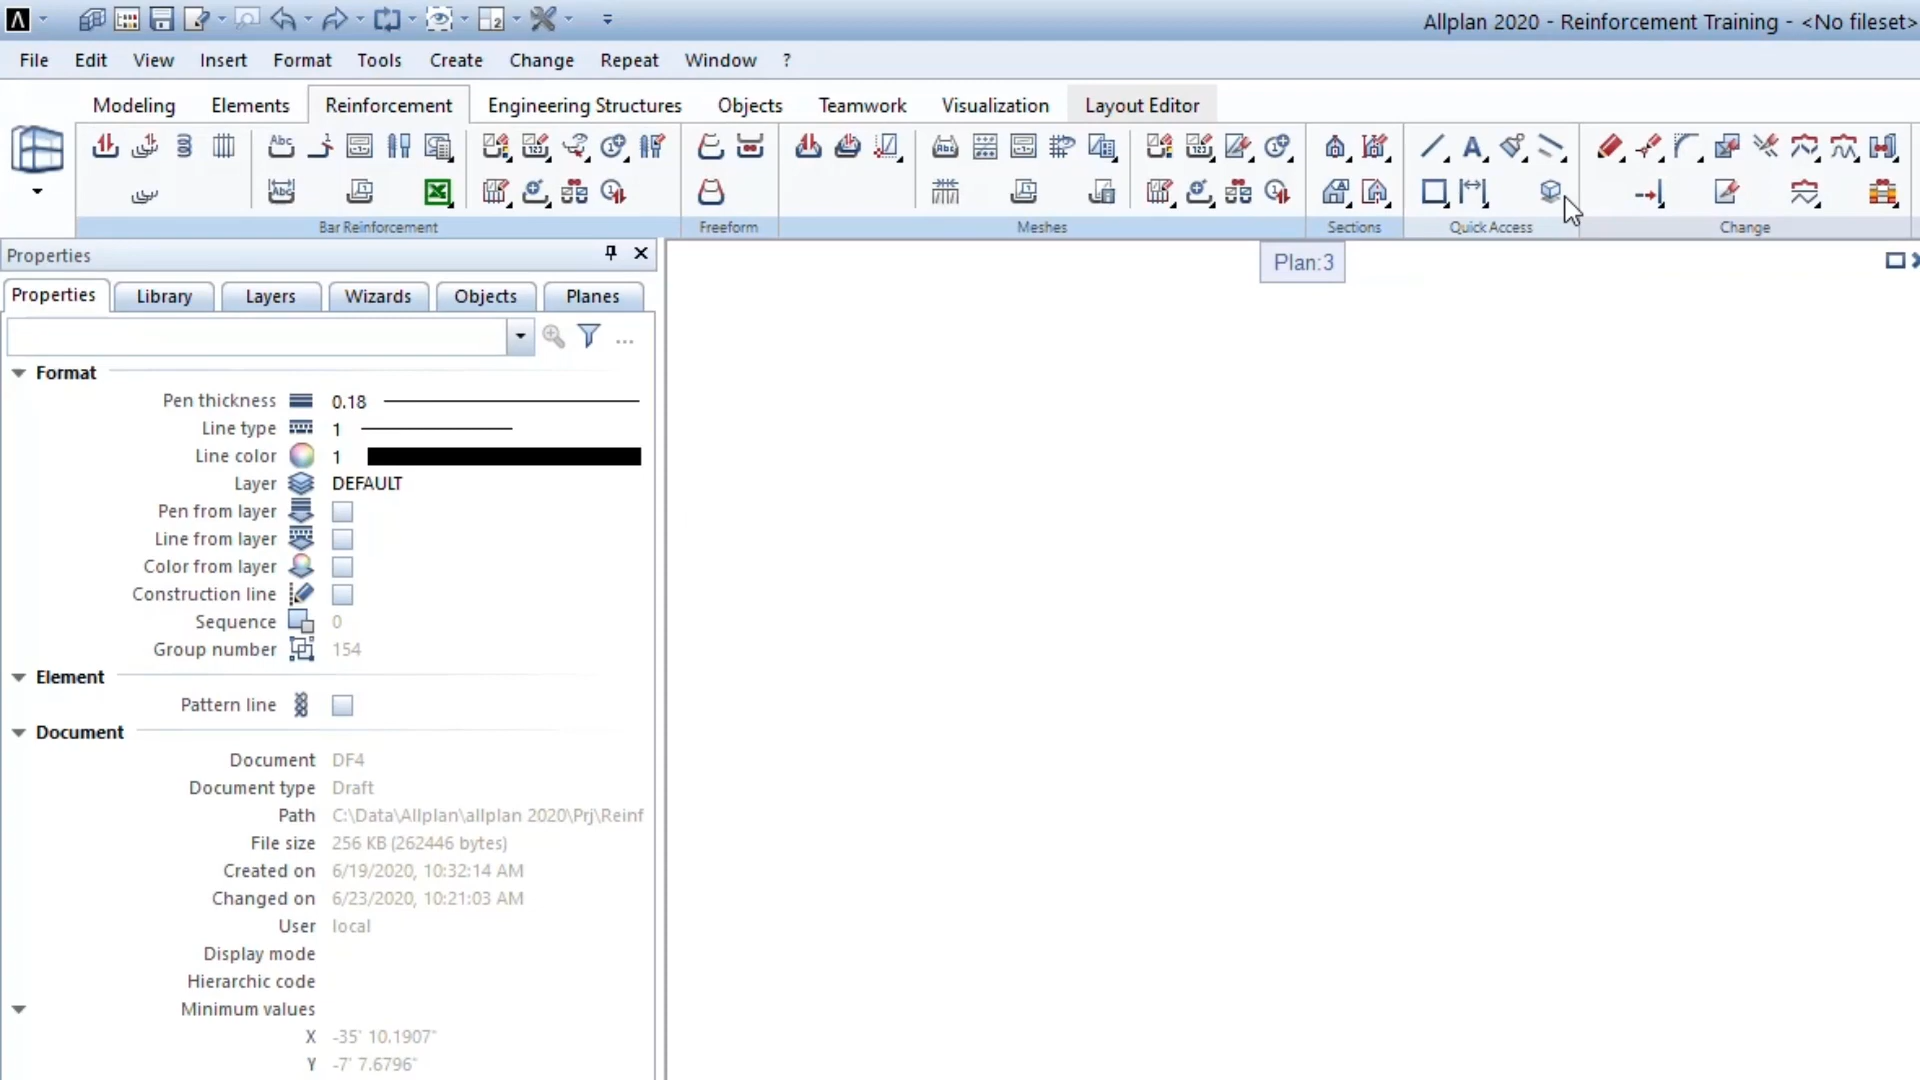 Allplan 2020 - Reinforcement Training - <No fileset>
File Edit View Insert Format Tools Create Change Repeat Window ?
Modeling Elements Reinforcement Engineering Structures Objects Teamwork Visualization Layout Editor
Bar Reinforcement Freeform Meshes Sections Quick Access Change
Properties
Plan:3
Properties Library Layers Wizards Objects Planes
Format
Pen thickness 0.18
Line type 1
Line color 1
Layer DEFAULT
Pen from layer
Line from layer
Color from layer
Construction line
Sequence 0
Group number 154
Element
Pattern line
Document
Document DF4
Document type Draft
Path C:\Data\Allplan\allplan 2020\Prj\Reinf
File size 256 KB (262446 bytes)
Created on 6/19/2020, 10:32:14 AM
Changed on 6/23/2020, 10:21:03 AM
User local
Display mode
Hierarchic code
Minimum values
X -35' 10.1907"
Y -7' 7.6796"